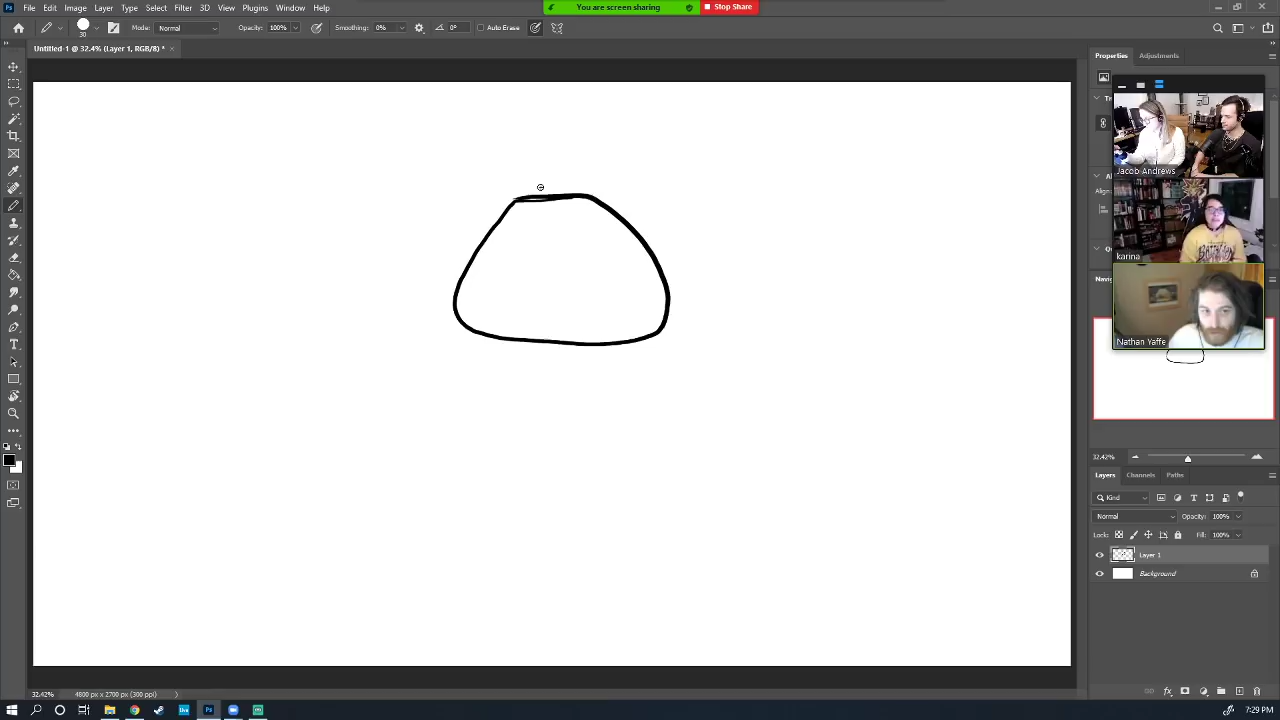 File Edit Image Layer Type Select Filter 3D View Plugins Window Help
You are screen sharing Stop Share
30 Mode: Normal Opacity: 100% Smoothing: 0% 0° Auto Erase
Untitled-1 @ 32.4% (Layer 1, RGB/8) *
Properties Adjustments
Jacob Andrews
karina
Nathan Yaffe
32.42%
Layers Channels Paths
Kind
Normal Opacity: 100%
Lock: Fill: 100%
Layer 1
Background
32.42% 4800 px x 2700 px (300 ppi)
7:29 PM